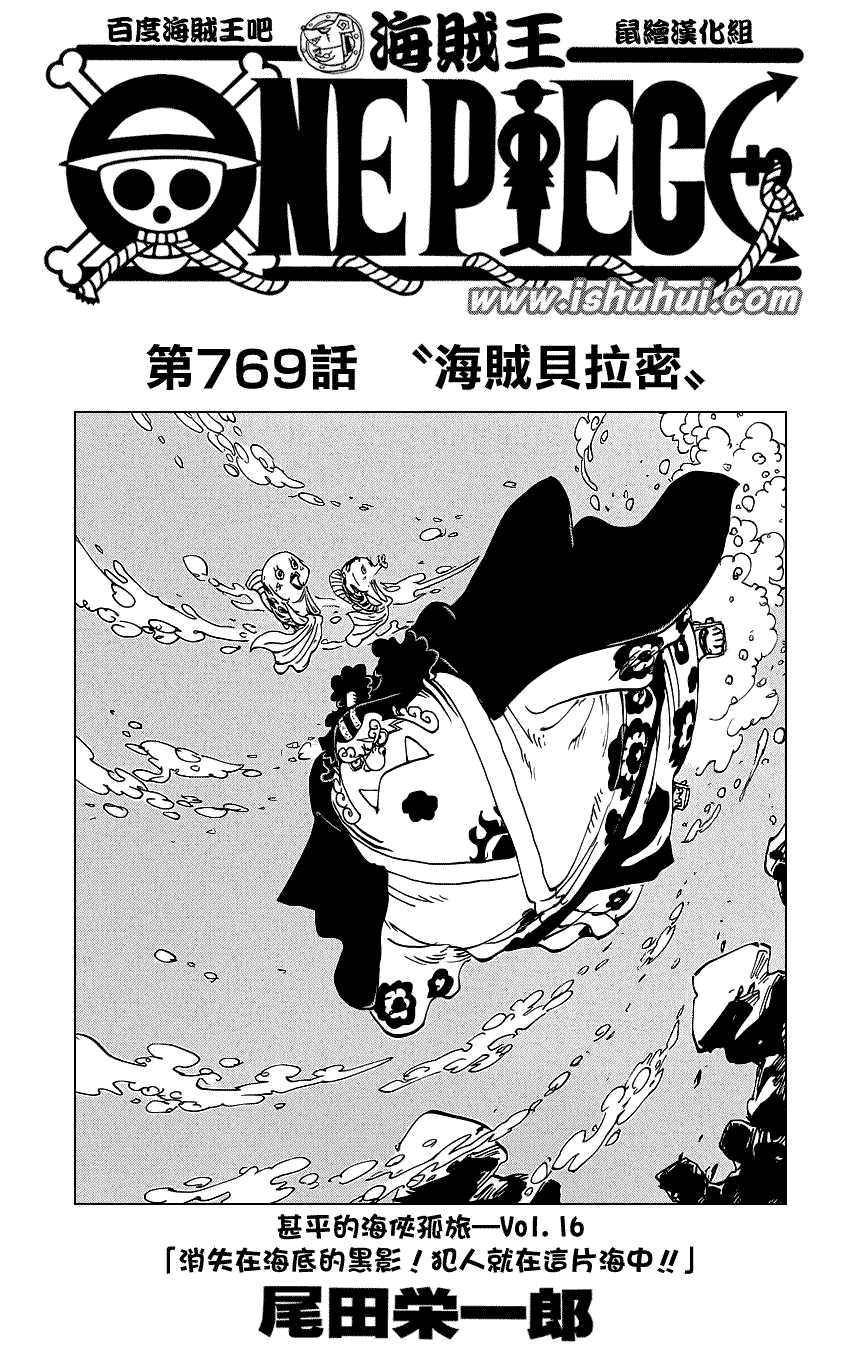 百度海賊王吧
海賊王
鼠繪漢化組
ONE PIECE
www.ishuhui.com
第769話 〝海賊貝拉密〟
甚平的海俠孤旅—Vol.16
「消失在海底的黑影！犯人就在這片海中!!」
尾田栄一郎